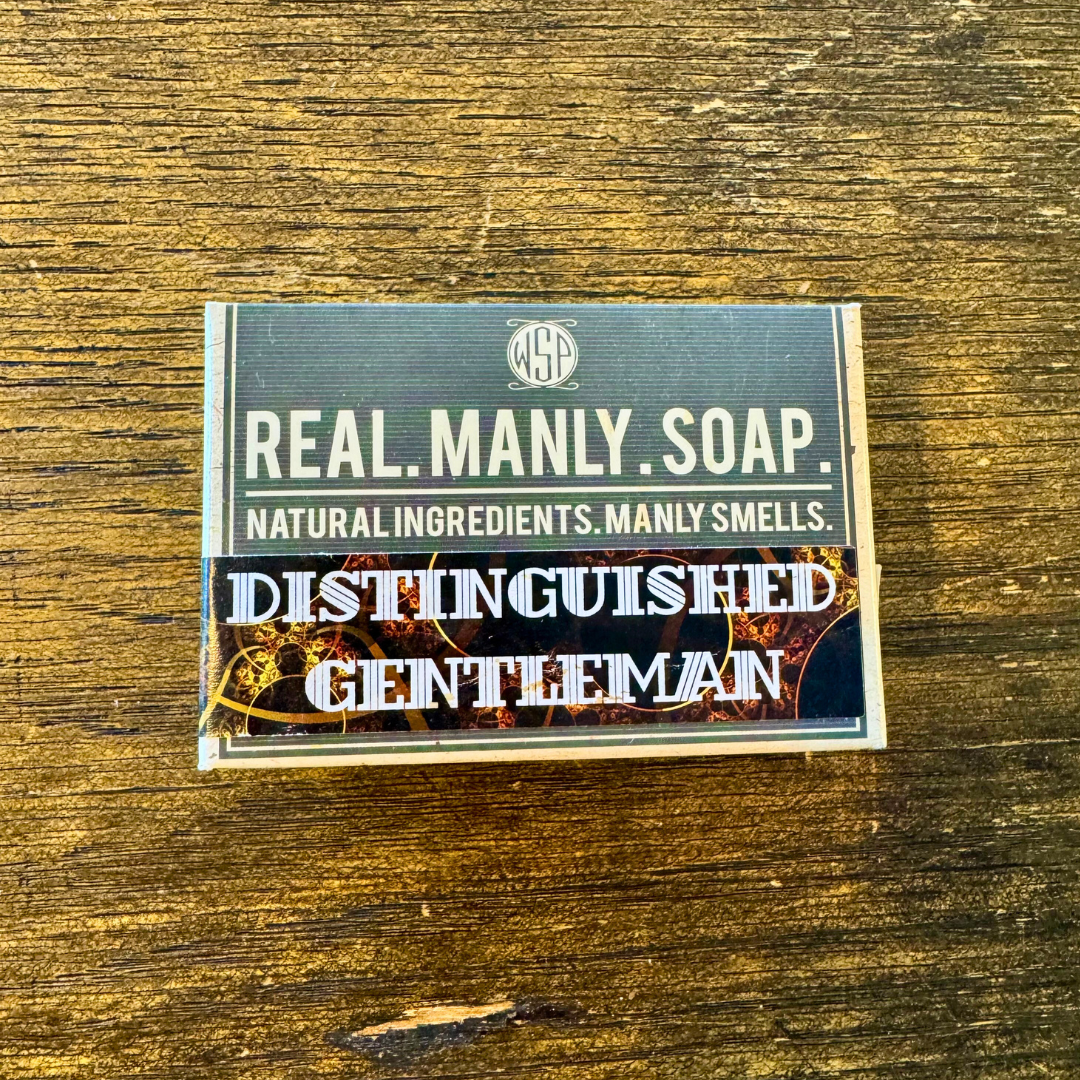 WSP
REAL. MANLY. SOAP.
NATURAL INGREDIENTS. MANLY SMELLS.
DISTINGUISHED
GENTLEMAN